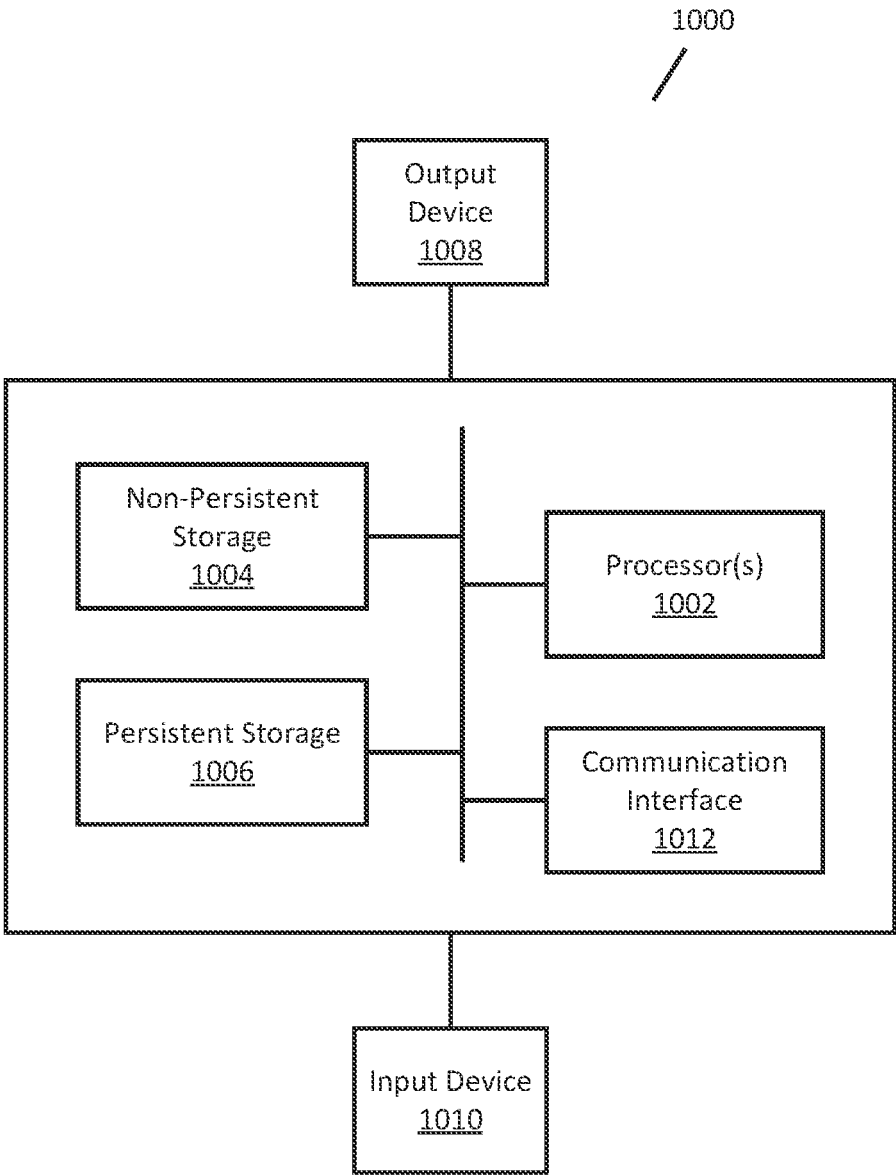 1000
Output
Device
1008
Non-Persistent
Storage
1004
Processor(s)
1002
Persistent Storage
1006
Communication
Interface
1012
Input Device
1010